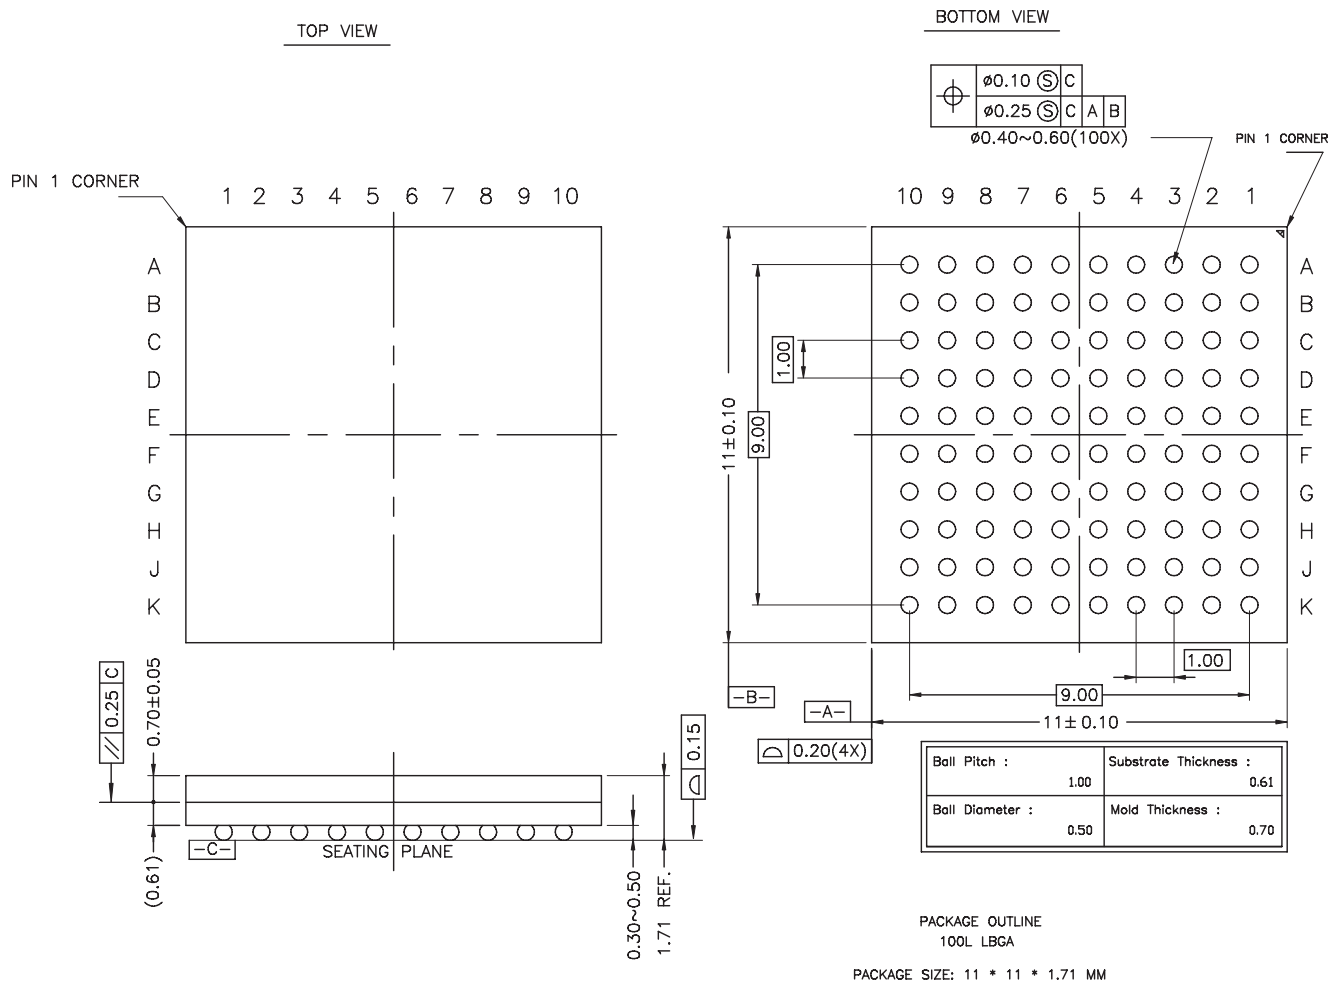 TOP VIEW
BOTTOM VIEW
ø0.10 Ⓢ C
ø0.25 Ⓢ C A B
ø0.40~0.60(100X)
PIN 1 CORNER
PIN 1 CORNER
1 2 3 4 5 6 7 8 9 10
10 9 8 7 6 5 4 3 2 1
A
B
C
D
E
F
G
H
J
K
A
B
C
D
E
F
G
H
J
K
1.00
11±0.10
9.00
1.00
9.00
11±0.10
-B-
-A-
0.20(4X)
// 0.25 C
0.70±0.05
(0.61)
0.15
-C-
SEATING PLANE
0.30~0.50
1.71 REF.
Ball Pitch :
1.00
Substrate Thickness :
0.61
Ball Diameter :
0.50
Mold Thickness :
0.70
PACKAGE OUTLINE
100L LBGA
PACKAGE SIZE: 11 * 11 * 1.71 MM